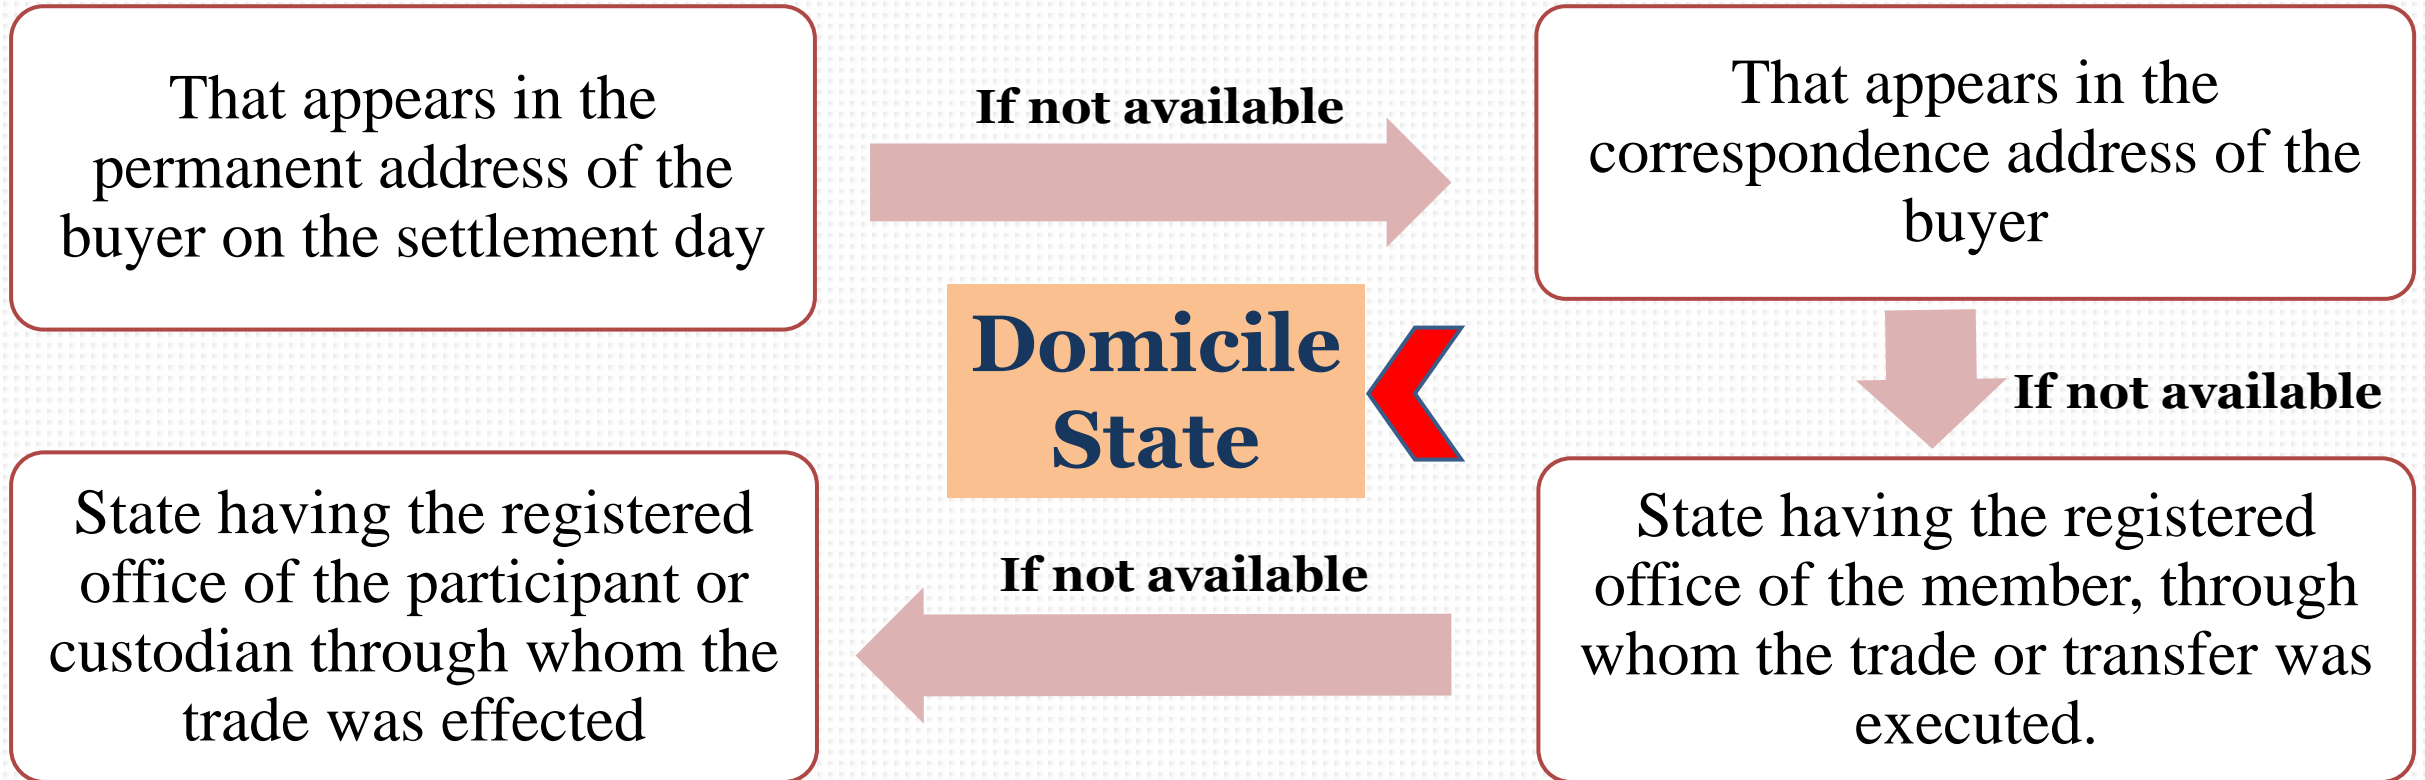 That appears in the
permanent address of the
buyer on the settlement day
If not available
That appears in the
correspondence address of the
buyer
Domicile
State
If not available
State having the registered
office of the member, through
whom the trade or transfer was
executed.
If not available
State having the registered
office of the participant or
custodian through whom the
trade was effected